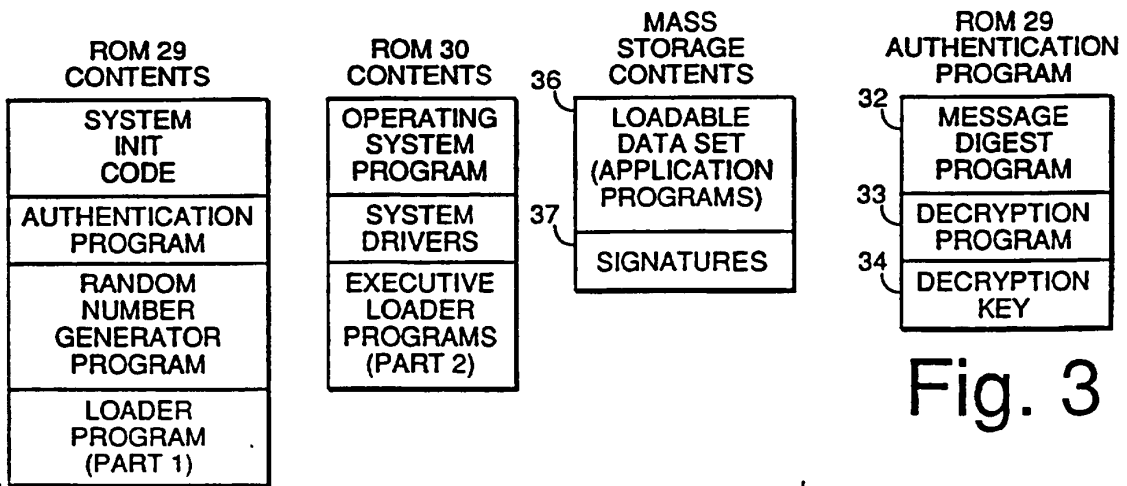 ROM 29
CONTENTS
SYSTEM
INIT
CODE
AUTHENTICATION
PROGRAM
RANDOM
NUMBER
GENERATOR
PROGRAM
LOADER
PROGRAM
(PART 1)
ROM 30
CONTENTS
OPERATING
SYSTEM
PROGRAM
SYSTEM
DRIVERS
EXECUTIVE
LOADER
PROGRAMS
(PART 2)
MASS
STORAGE
CONTENTS
36
LOADABLE
DATA SET
(APPLICATION
PROGRAMS)
37
SIGNATURES
ROM 29
AUTHENTICATION
PROGRAM
32
MESSAGE
DIGEST
PROGRAM
33
DECRYPTION
PROGRAM
34
DECRYPTION
KEY
Fig. 3